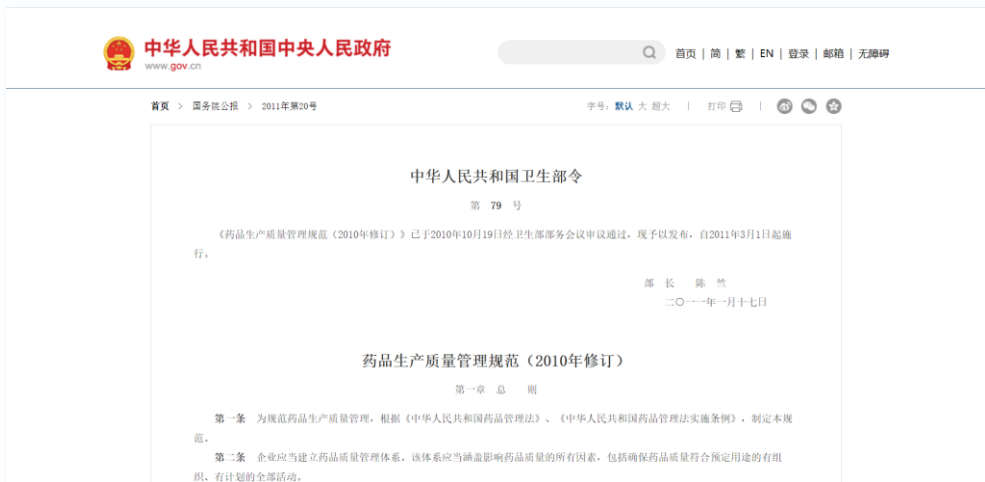 中华人民共和国中央人民政府
www.gov.cn
首页 | 简 | 繁 | EN | 登录 | 邮箱 | 无障碍
首页 > 国务院公报 > 2011年第20号
字号：默认 大 超大 | 打印 |
中华人民共和国卫生部令
第 79 号
《药品生产质量管理规范（2010年修订）》已于2010年10月19日经卫生部部务会议审议通过，现予以发布，自2011年3月1日起施
行。
部 长 陈 竺
二○一一年一月十七日
药品生产质量管理规范（2010年修订）
第一章 总 则
第一条 为规范药品生产质量管理，根据《中华人民共和国药品管理法》、《中华人民共和国药品管理法实施条例》，制定本规
范。
第二条 企业应当建立药品质量管理体系。该体系应当涵盖影响药品质量的所有因素，包括确保药品质量符合预定用途的有组
织、有计划的全部活动。